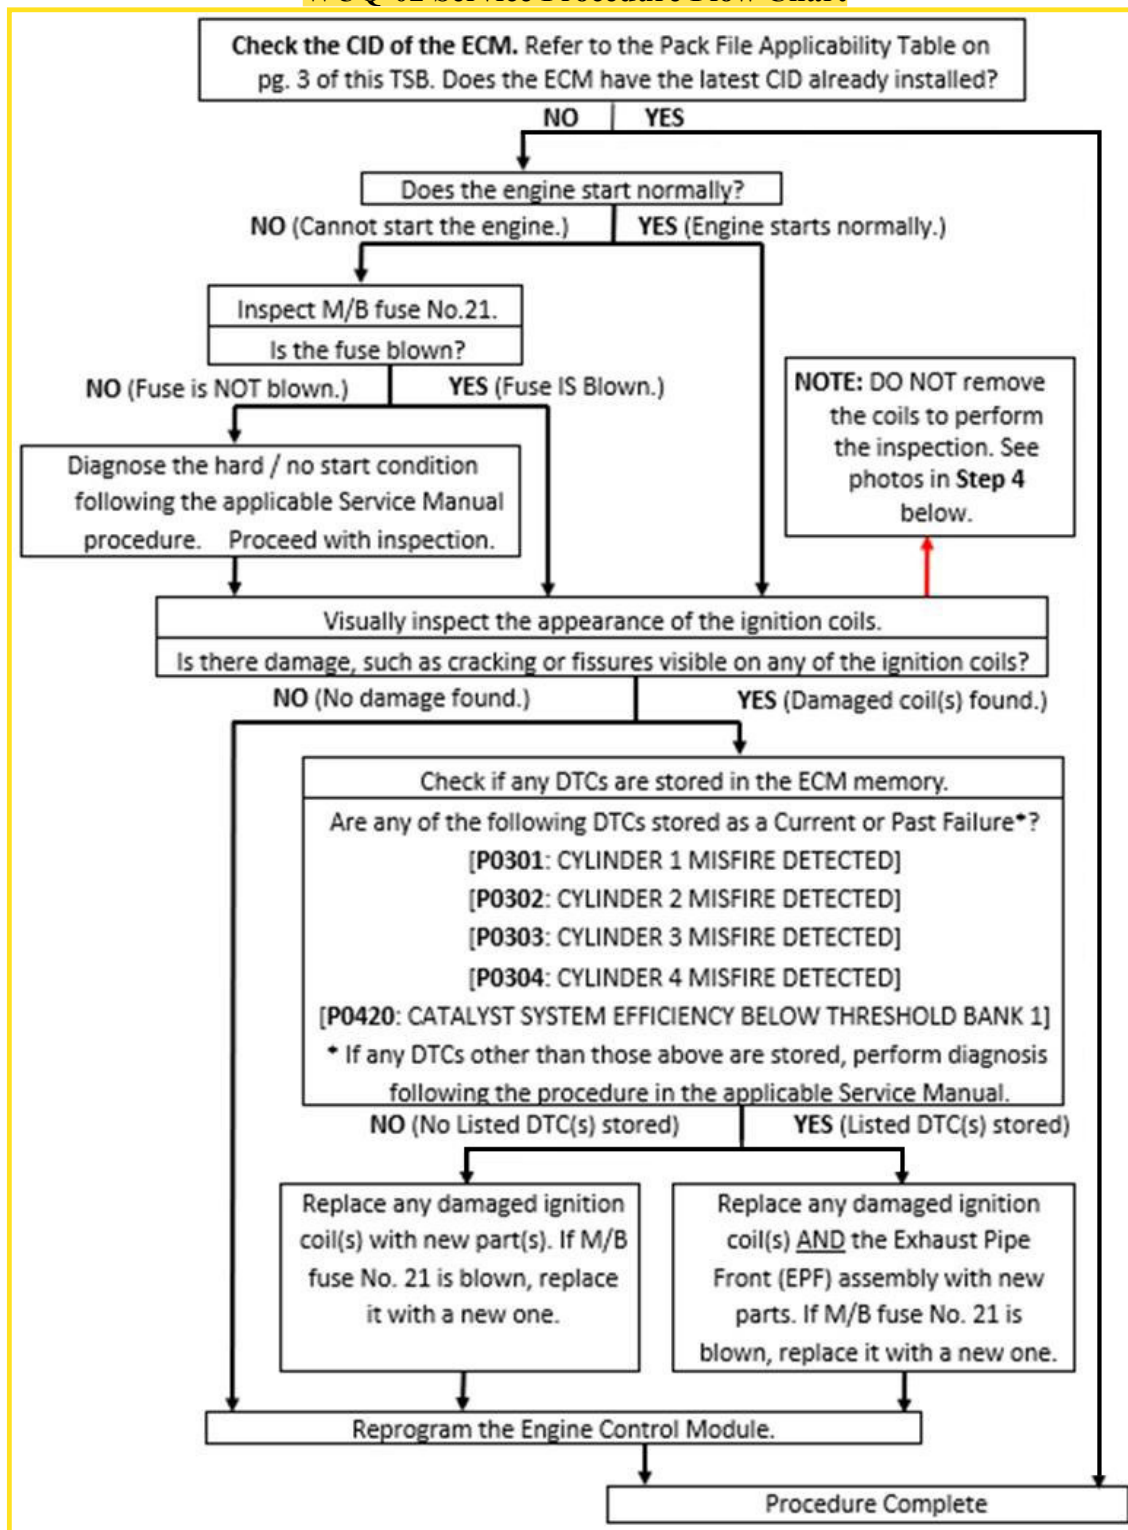 Check the CID of the ECM. Refer to the Pack File Applicability Table on
pg. 3 of this TSB. Does the ECM have the latest CID already installed?
NO YES
Does the engine start normally?
NO (Cannot start the engine.) YES (Engine starts normally.)
Inspect M/B fuse No.21.
Is the fuse blown?
NO (Fuse is NOT blown.) YES (Fuse IS Blown.)
NOTE: DO NOT remove
the coils to perform
the inspection. See
photos in Step 4
below.
Diagnose the hard / no start condition
following the applicable Service Manual
procedure. Proceed with inspection.
Visually inspect the appearance of the ignition coils.
Is there damage, such as cracking or fissures visible on any of the ignition coils?
NO (No damage found.) YES (Damaged coil(s) found.)
Check if any DTCs are stored in the ECM memory.
Are any of the following DTCs stored as a Current or Past Failure*?
[P0301: CYLINDER 1 MISFIRE DETECTED]
[P0302: CYLINDER 2 MISFIRE DETECTED]
[P0303: CYLINDER 3 MISFIRE DETECTED]
[P0304: CYLINDER 4 MISFIRE DETECTED]
[P0420: CATALYST SYSTEM EFFICIENCY BELOW THRESHOLD BANK 1]
* If any DTCs other than those above are stored, perform diagnosis
following the procedure in the applicable Service Manual.
NO (No Listed DTC(s) stored) YES (Listed DTC(s) stored)
Replace any damaged ignition
coil(s) with new part(s). If M/B
fuse No. 21 is blown, replace
it with a new one.
Replace any damaged ignition
coil(s) AND the Exhaust Pipe
Front (EPF) assembly with new
parts. If M/B fuse No. 21 is
blown, replace it with a new one.
Reprogram the Engine Control Module.
Procedure Complete